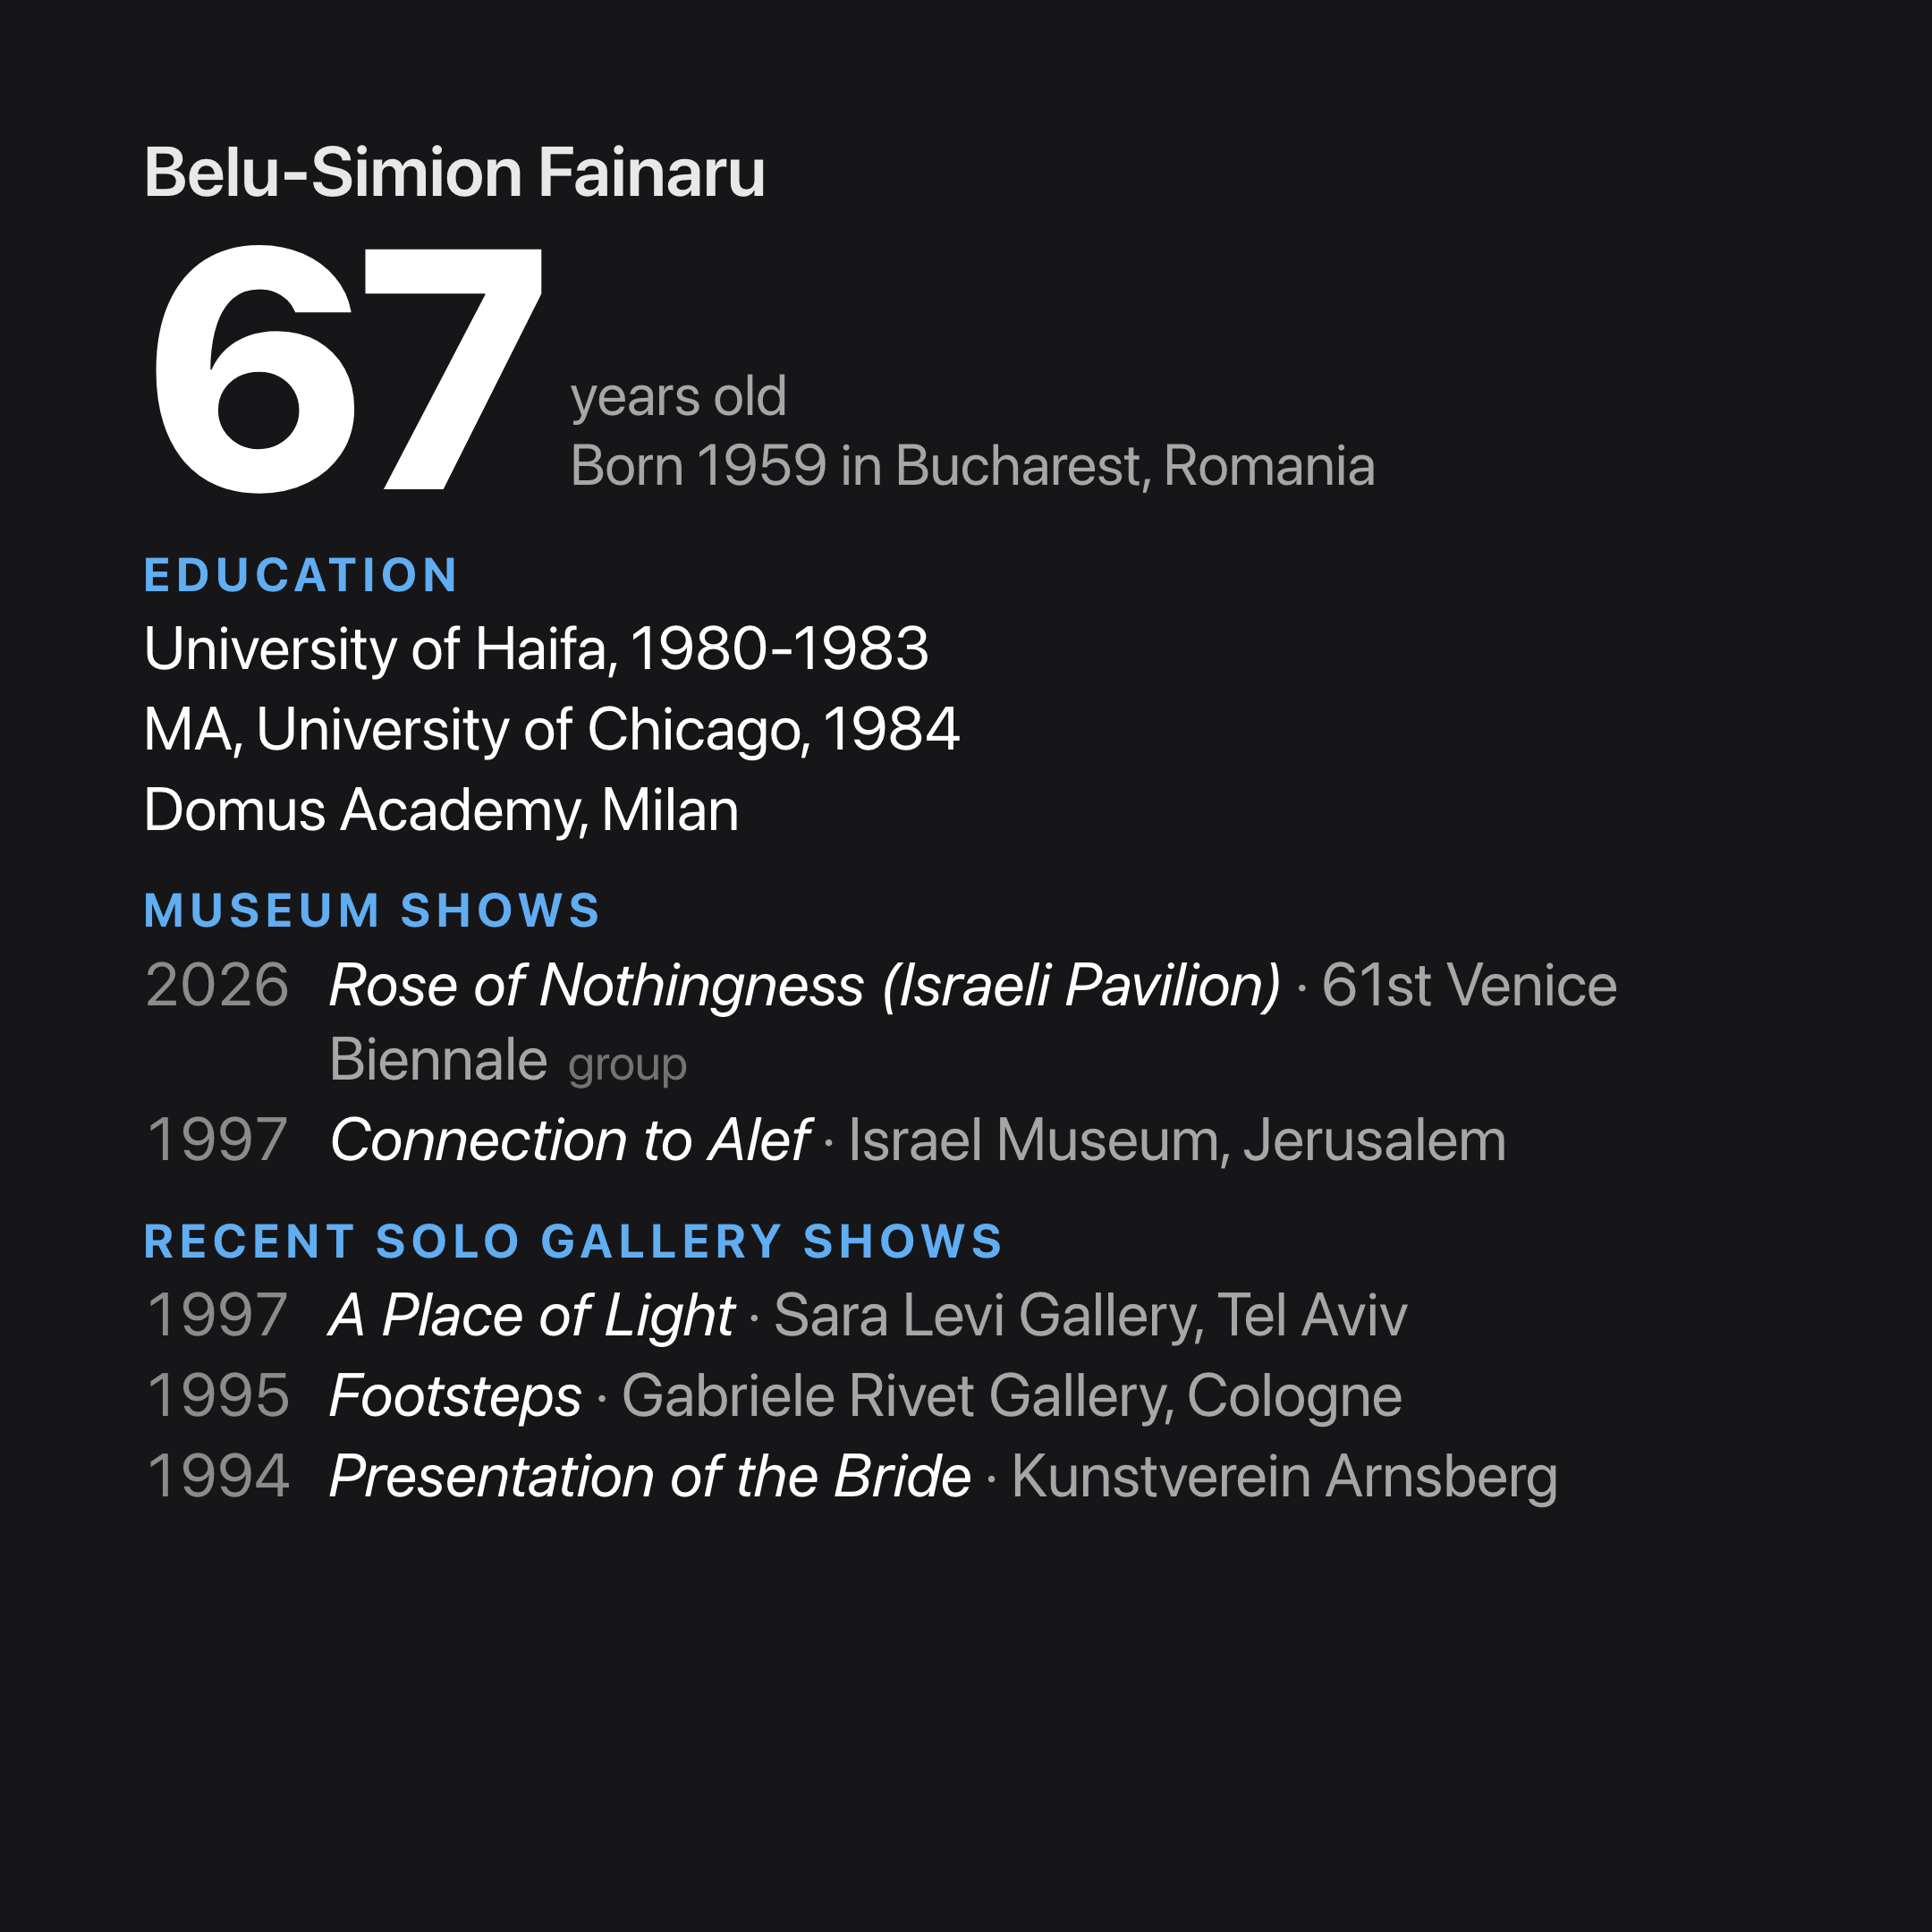 Belu-Simion Fainaru
67
years old
Born 1959 in Bucharest, Romania
EDUCATION
University of Haifa, 1980-1983
MA, University of Chicago, 1984
Domus Academy, Milan
MUSEUM SHOWS
2026 Rose of Nothingness (Israeli Pavilion) · 61st Venice
Biennale group
1997 Connection to Alef · Israel Museum, Jerusalem
RECENT SOLO GALLERY SHOWS
1997 A Place of Light · Sara Levi Gallery, Tel Aviv
1995 Footsteps · Gabriele Rivet Gallery, Cologne
1994 Presentation of the Bride · Kunstverein Arnsberg